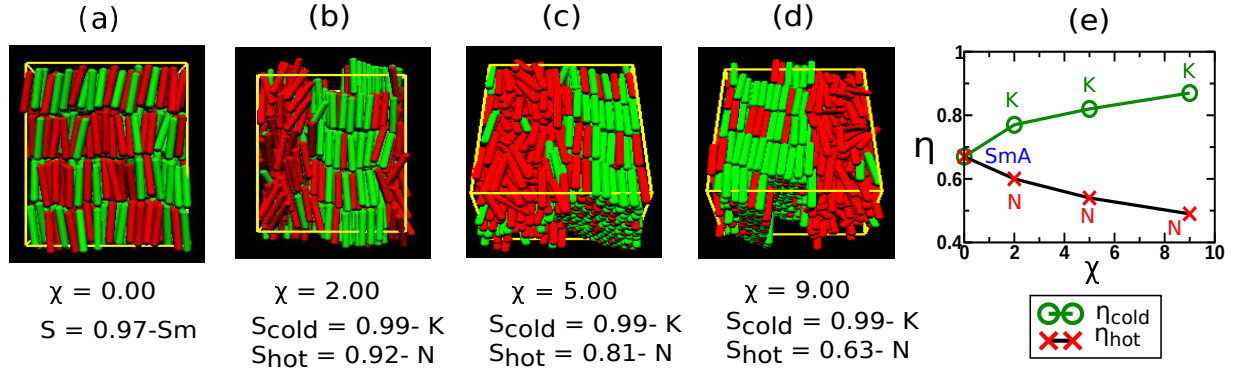 (a)
χ = 0.00
S = 0.97-Sm
(b)
χ = 2.00
Scold = 0.99- K
Shot = 0.92- N
(c)
χ = 5.00
Scold = 0.99- K
Shot = 0.81- N
(d)
χ = 9.00
Scold = 0.99- K
Shot = 0.63- N
(e)
1
0.8
0.6
0.4
η
K
K
K
SmA
N
N
N
0 2 4 6 8 10
χ
ηcold
ηhot